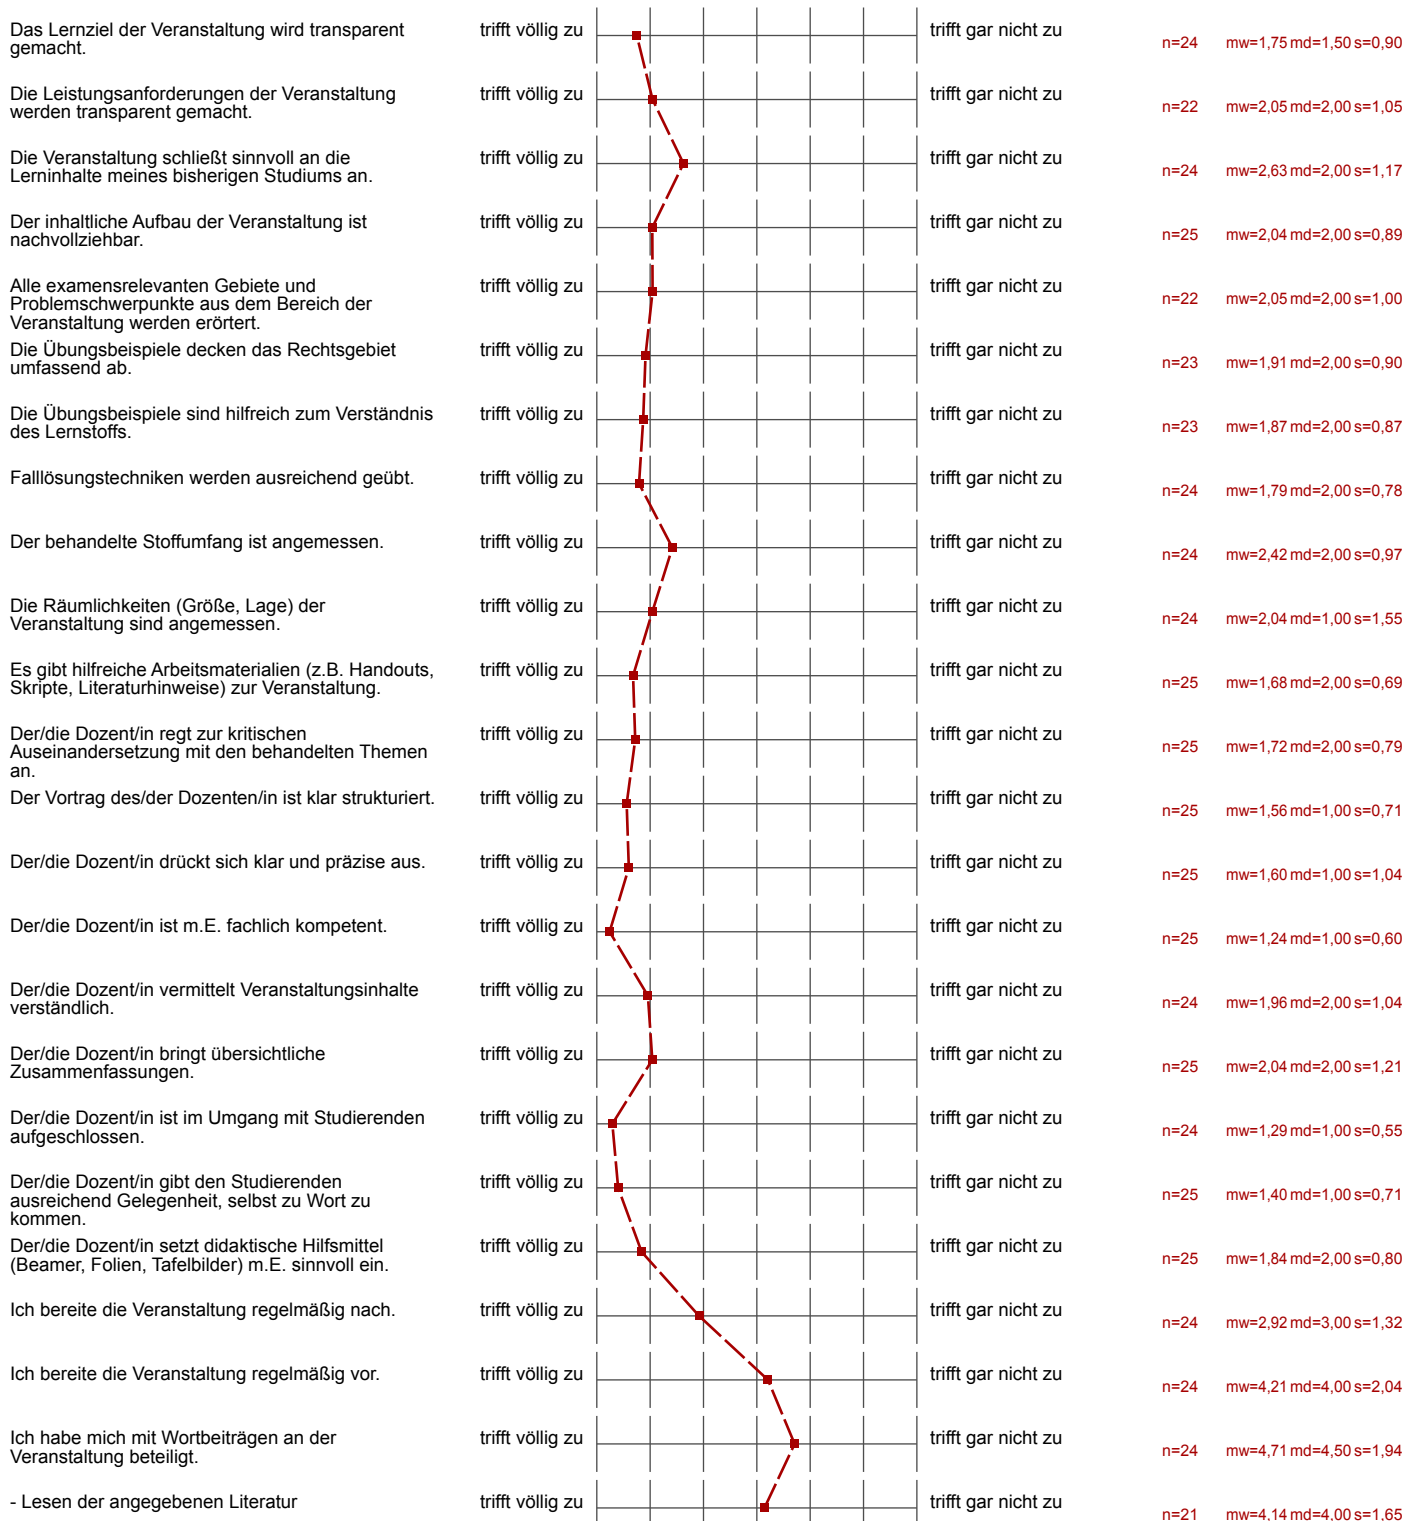 Das Lernziel der Veranstaltung wird transparent
gemacht.
trifft völlig zu
trifft gar nicht zu
n=24 mw=1,75 md=1,50 s=0,90
Die Leistungsanforderungen der Veranstaltung
werden transparent gemacht.
trifft völlig zu
trifft gar nicht zu
n=22 mw=2,05 md=2,00 s=1,05
Die Veranstaltung schließt sinnvoll an die
Lerninhalte meines bisherigen Studiums an.
trifft völlig zu
trifft gar nicht zu
n=24 mw=2,63 md=2,00 s=1,17
Der inhaltliche Aufbau der Veranstaltung ist
nachvollziehbar.
trifft völlig zu
trifft gar nicht zu
n=25 mw=2,04 md=2,00 s=0,89
Alle examensrelevanten Gebiete und
Problemschwerpunkte aus dem Bereich der
Veranstaltung werden erörtert.
trifft völlig zu
trifft gar nicht zu
n=22 mw=2,05 md=2,00 s=1,00
Die Übungsbeispiele decken das Rechtsgebiet
umfassend ab.
trifft völlig zu
trifft gar nicht zu
n=23 mw=1,91 md=2,00 s=0,90
Die Übungsbeispiele sind hilfreich zum Verständnis
des Lernstoffs.
trifft völlig zu
trifft gar nicht zu
n=23 mw=1,87 md=2,00 s=0,87
Falllösungstechniken werden ausreichend geübt.
trifft völlig zu
trifft gar nicht zu
n=24 mw=1,79 md=2,00 s=0,78
Der behandelte Stoffumfang ist angemessen.
trifft völlig zu
trifft gar nicht zu
n=24 mw=2,42 md=2,00 s=0,97
Die Räumlichkeiten (Größe, Lage) der
Veranstaltung sind angemessen.
trifft völlig zu
trifft gar nicht zu
n=24 mw=2,04 md=1,00 s=1,55
Es gibt hilfreiche Arbeitsmaterialien (z.B. Handouts,
Skripte, Literaturhinweise) zur Veranstaltung.
trifft völlig zu
trifft gar nicht zu
n=25 mw=1,68 md=2,00 s=0,69
Der/die Dozent/in regt zur kritischen
Auseinandersetzung mit den behandelten Themen
an.
trifft völlig zu
trifft gar nicht zu
n=25 mw=1,72 md=2,00 s=0,79
Der Vortrag des/der Dozenten/in ist klar strukturiert.
trifft völlig zu
trifft gar nicht zu
n=25 mw=1,56 md=1,00 s=0,71
Der/die Dozent/in drückt sich klar und präzise aus.
trifft völlig zu
trifft gar nicht zu
n=25 mw=1,60 md=1,00 s=1,04
Der/die Dozent/in ist m.E. fachlich kompetent.
trifft völlig zu
trifft gar nicht zu
n=25 mw=1,24 md=1,00 s=0,60
Der/die Dozent/in vermittelt Veranstaltungsinhalte
verständlich.
trifft völlig zu
trifft gar nicht zu
n=24 mw=1,96 md=2,00 s=1,04
Der/die Dozent/in bringt übersichtliche
Zusammenfassungen.
trifft völlig zu
trifft gar nicht zu
n=25 mw=2,04 md=2,00 s=1,21
Der/die Dozent/in ist im Umgang mit Studierenden
aufgeschlossen.
trifft völlig zu
trifft gar nicht zu
n=24 mw=1,29 md=1,00 s=0,55
Der/die Dozent/in gibt den Studierenden
ausreichend Gelegenheit, selbst zu Wort zu
kommen.
trifft völlig zu
trifft gar nicht zu
n=25 mw=1,40 md=1,00 s=0,71
Der/die Dozent/in setzt didaktische Hilfsmittel
(Beamer, Folien, Tafelbilder) m.E. sinnvoll ein.
trifft völlig zu
trifft gar nicht zu
n=25 mw=1,84 md=2,00 s=0,80
Ich bereite die Veranstaltung regelmäßig nach.
trifft völlig zu
trifft gar nicht zu
n=24 mw=2,92 md=3,00 s=1,32
Ich bereite die Veranstaltung regelmäßig vor.
trifft völlig zu
trifft gar nicht zu
n=24 mw=4,21 md=4,00 s=2,04
Ich habe mich mit Wortbeiträgen an der
Veranstaltung beteiligt.
trifft völlig zu
trifft gar nicht zu
n=24 mw=4,71 md=4,50 s=1,94
- Lesen der angegebenen Literatur
trifft völlig zu
trifft gar nicht zu
n=21 mw=4,14 md=4,00 s=1,65